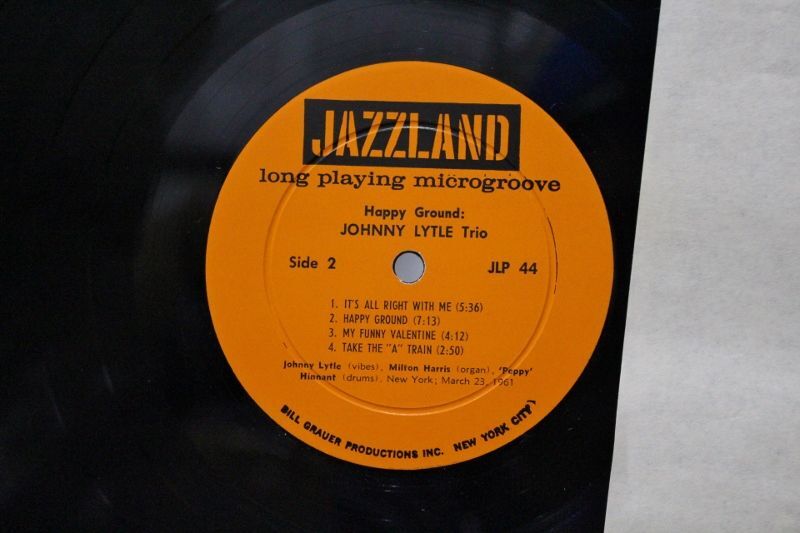 JAZZLAND
long playing microgroove
Happy Ground:
JOHNNY LYTLE Trio
Side 2 JLP 44
1. IT'S ALL RIGHT WITH ME (5:36)
2. HAPPY GROUND (7:13)
3. MY FUNNY VALENTINE (4:12)
4. TAKE THE "A" TRAIN (2:50)
Johnny Lytle (vibes), Milton Harris (organ), 'Peppy'
Hinnant (drums). New York; March 23, 1961
BILL GRAUER PRODUCTIONS INC. NEW YORK CITY